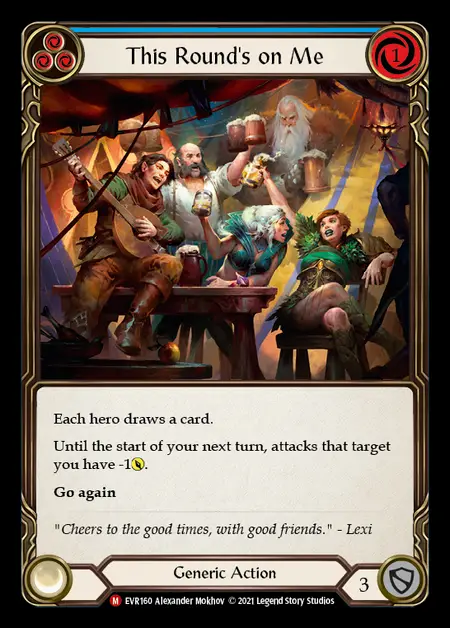 This Round's on Me
1
Each hero draws a card.
Until the start of your next turn, attacks that target
you have -1.
Go again
"Cheers to the good times, with good friends." - Lexi
Generic Action
3
M EVR160 Alexander Mokhov © 2021 Legend Story Studios